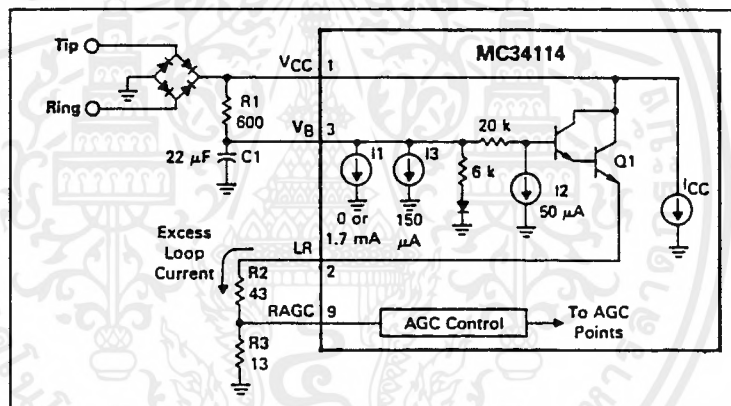 Tip
Ring
VCC
1
MC34114
R1
600
VB
3
22 μF
C1
20 k
Q1
I1
I3
6 k
I2
50 μA
ICC
0 or
1.7 mA
150
μA
Excess
Loop
Current
LR
2
R2
43
RAGC
9
AGC Control
To AGC
Points
R3
13